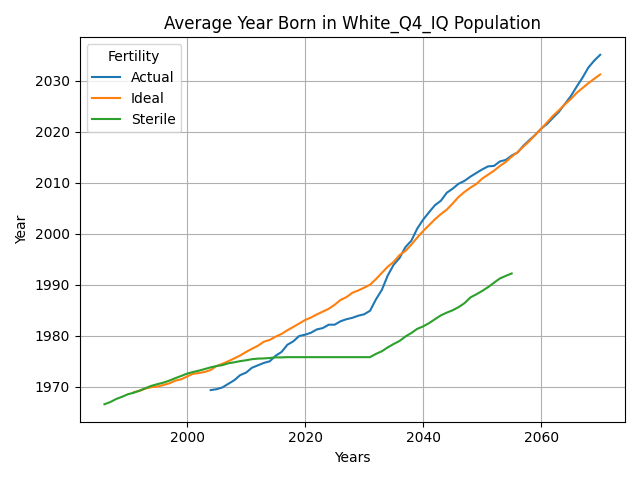 Average Year Born in White_Q4_IQ Population
Fertility
Actual
Ideal
Sterile
Year
2030
2020
2010
2000
1990
1980
1970
2000
2020
2040
2060
Years